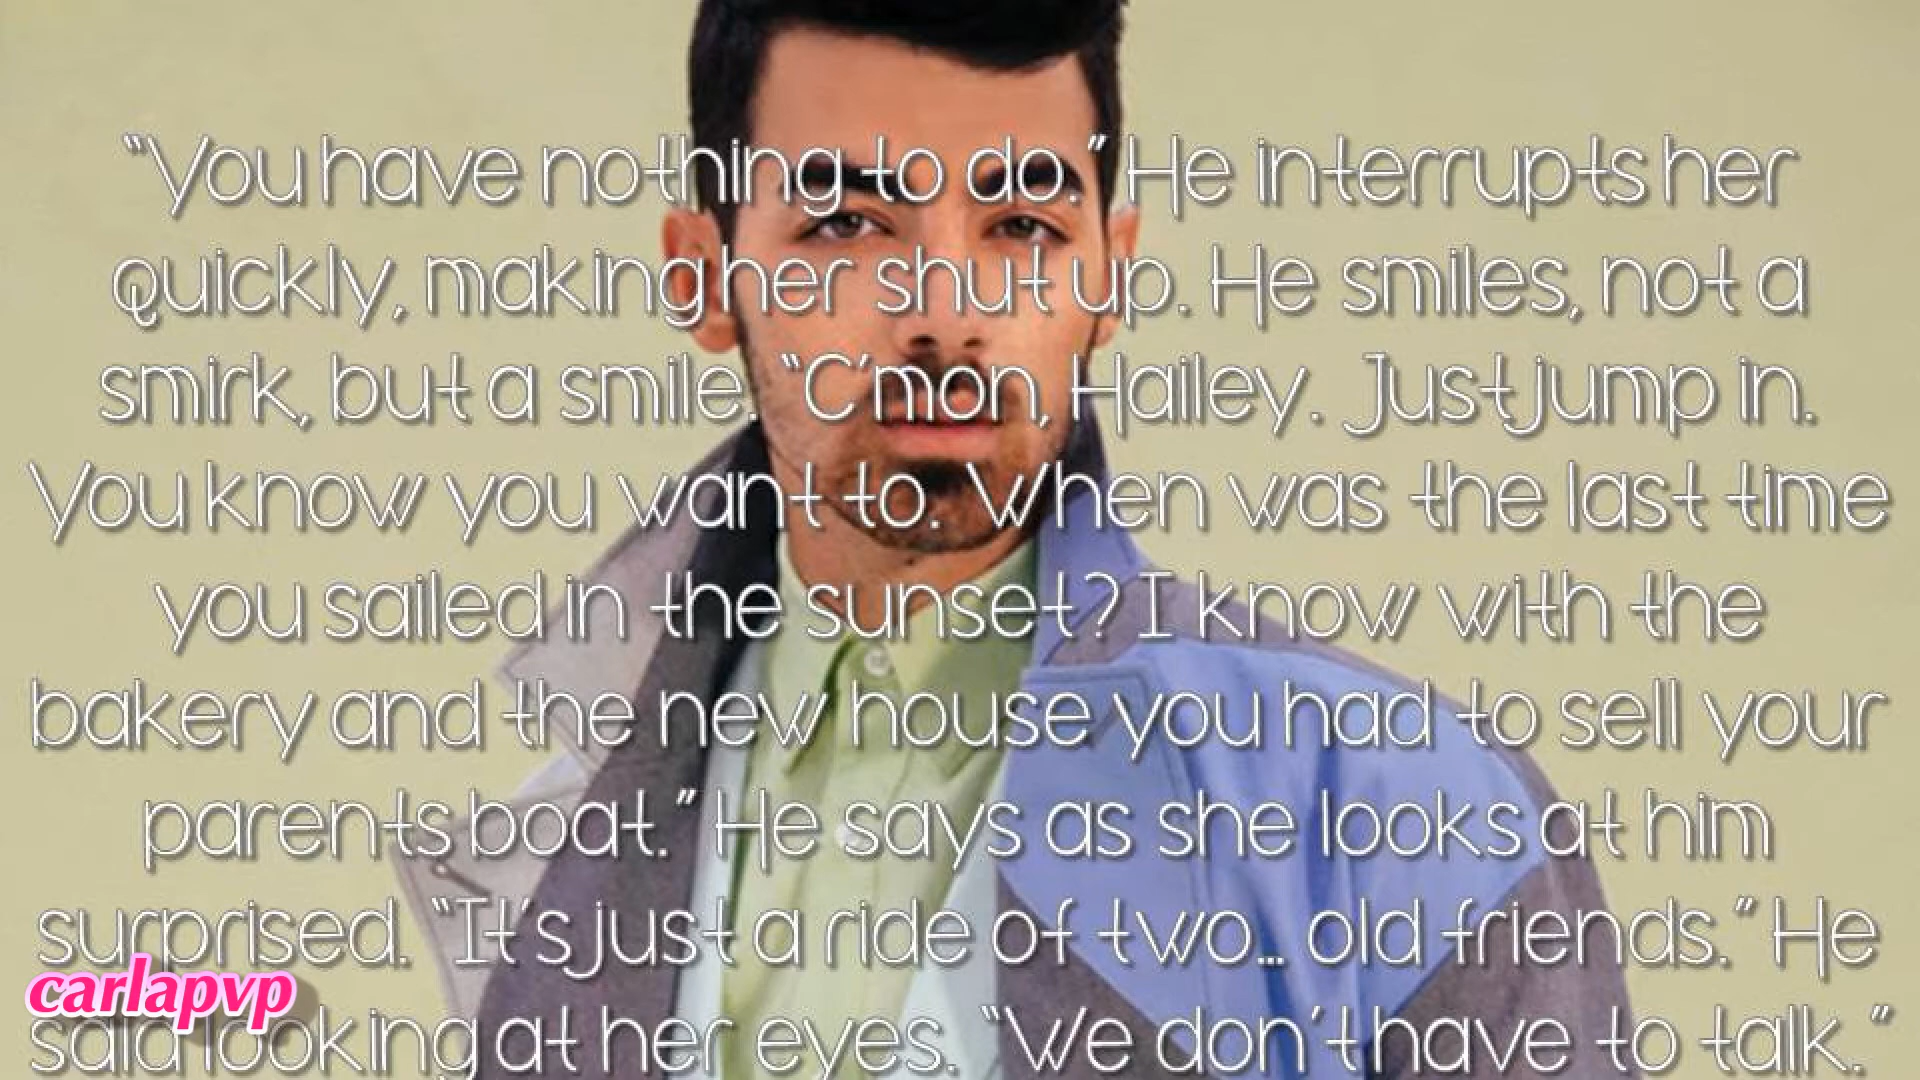 “You have nothing to do.” He interrupts her
quickly, making her shut up. He smiles, not a
smirk, but a smile. “C’mon, Hailey. Just jump in.
You know you want to. When was the last time
you sailed in the sunset? I know with the
bakery and the new house you had to sell your
parents boat.” He says as she looks at him
surprised. “It’s just a ride of two... old friends.” He
said looking at her eyes. “We don’t have to talk.”
carlapvp